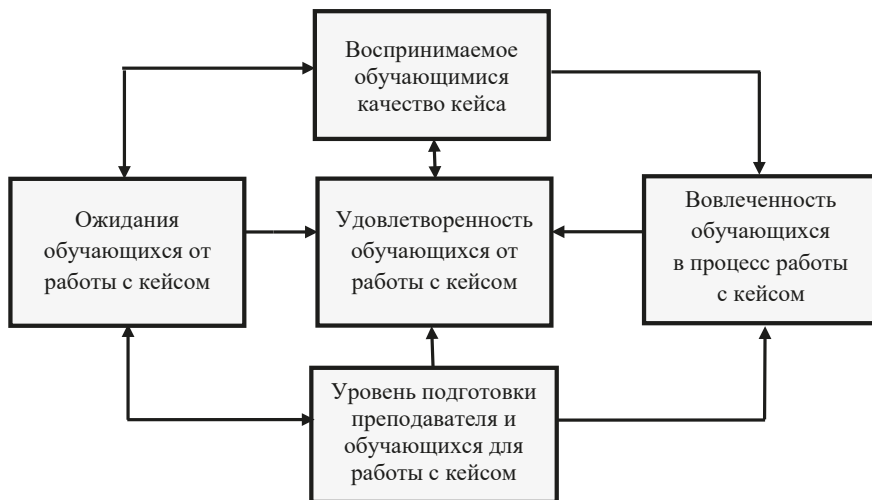 Воспринимаемое
обучающимися
качество кейса
Ожидания
обучающихся от
работы с кейсом
Удовлетворенность
обучающихся от
работы с кейсом
Вовлеченность
обучающихся
в процесс работы
с кейсом
Уровень подготовки
преподавателя и
обучающихся для
работы с кейсом